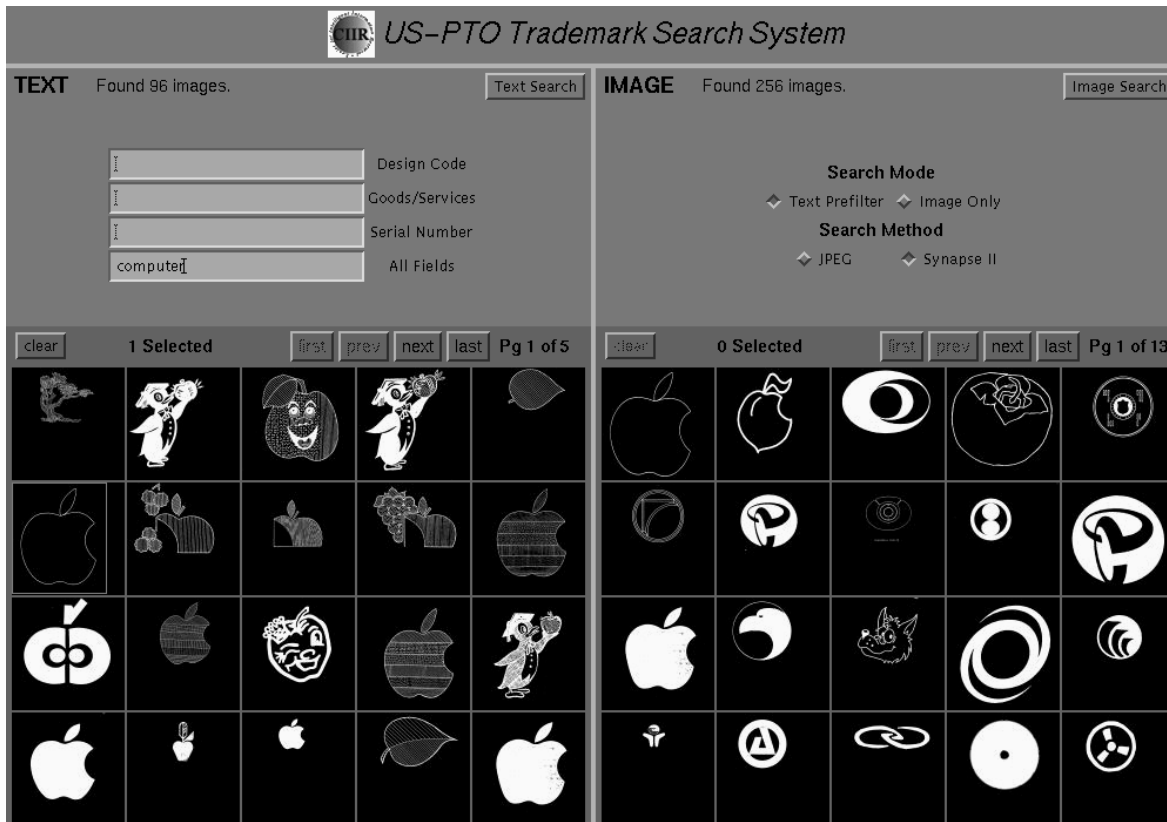 CIIR US-PTO Trademark Search System
TEXT Found 96 images. Text Search
Design Code
Goods/Services
Serial Number
computer All Fields
clear 1 Selected first prev next last Pg 1 of 5
IMAGE Found 256 images. Image Search
Search Mode
Text Prefilter Image Only
Search Method
JPEG Synapse II
clear 0 Selected first prev next last Pg 1 of 13